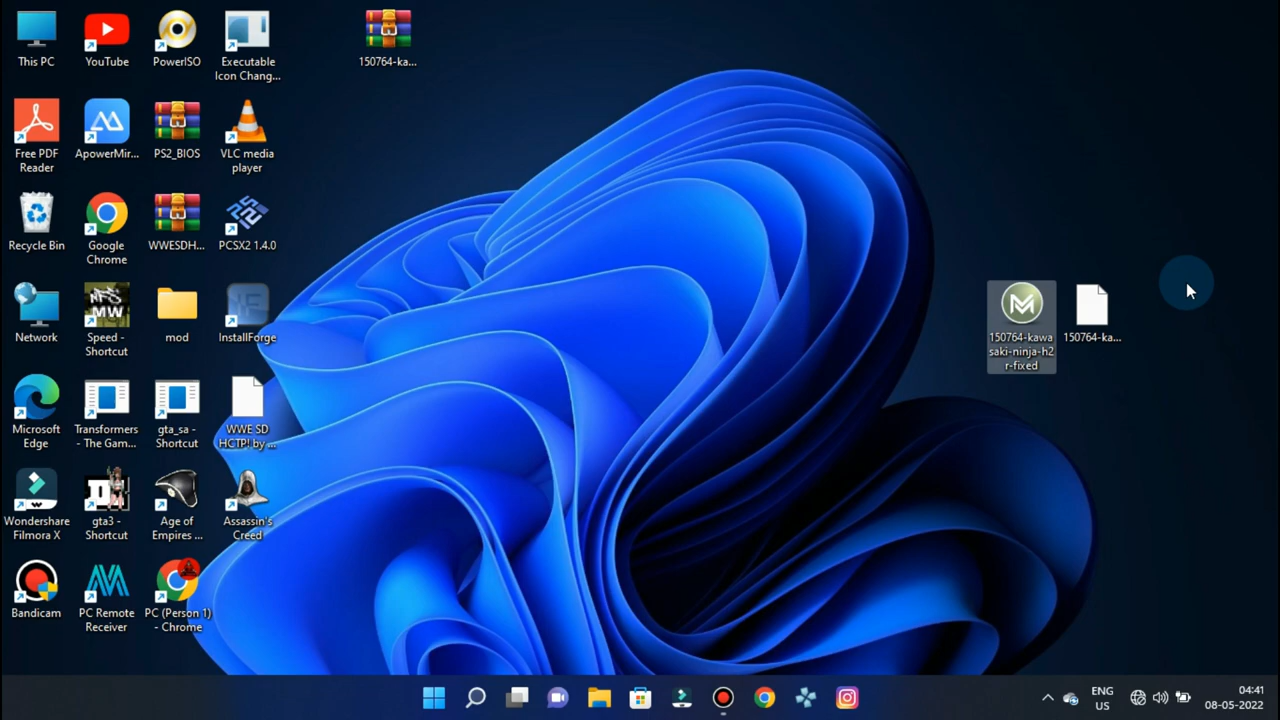 This PC
YouTube
PowerISO
Executable
Icon Chang...
150764-ka...
Free PDF
Reader
ApowerMir...
PS2_BIOS
VLC media
player
Recycle Bin
Google
Chrome
WWESDH...
PCSX2 1.4.0
Network
Speed -
Shortcut
mod
InstallForge
150764-kawa
saki-ninja-h2
r-fixed
150764-ka...
Microsoft
Edge
Transformers
- The Gam...
gta_sa -
Shortcut
WWE SD
HCTP! by ...
Wondershare
Filmora X
gta3 -
Shortcut
Age of
Empires ...
Assassin's
Creed
Bandicam
PC Remote
Receiver
PC (Person 1)
- Chrome
ENG
US
04:41
08-05-2022